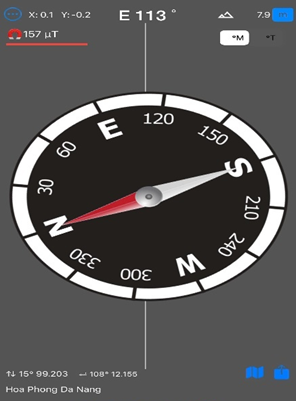 X: 0.1 Y:-0.2 E 113 ° 7.9
157 µT °M °T
E 120 150 S 210 240 W 300 330 N 30 60
15° 99.203 108° 12.155
Hoa Phong Da Nang